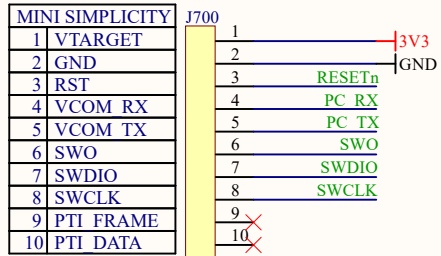 MINI SIMPLICITY J700
1 VTARGET 1 3V3
2 GND 2 GND
3 RST 3 RESETn
4 VCOM_RX 4 PC_RX
5 VCOM_TX 5 PC_TX
6 SWO 6 SWO
7 SWDIO 7 SWDIO
8 SWCLK 8 SWCLK
9 PTI_FRAME 9
10 PTI_DATA 10